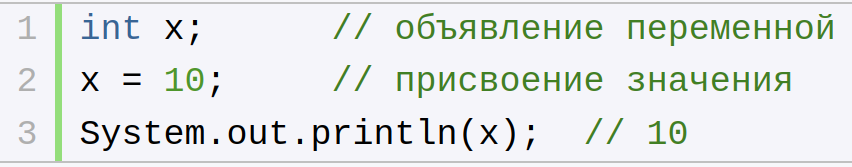 1 int x;      // объявление переменной
2 x = 10;     // присвоение значения
3 System.out.println(x);  // 10